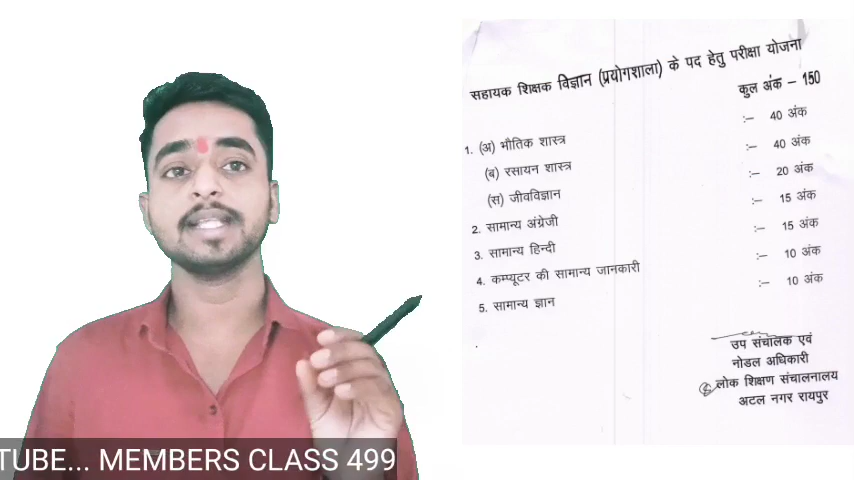 सहायक शिक्षक विज्ञान (प्रयोगशाला) के पद हेतु परीक्षा योजना
कुल अंक – 150
1. (अ) भौतिक शास्त्र :– 40 अंक
(ब) रसायन शास्त्र :– 40 अंक
(स) जीवविज्ञान :– 20 अंक
2. सामान्य अंग्रेजी :– 15 अंक
3. सामान्य हिन्दी :– 15 अंक
4. कम्प्यूटर की सामान्य जानकारी :– 10 अंक
5. सामान्य ज्ञान :– 10 अंक
उप संचालक एवं
नोडल अधिकारी
लोक शिक्षण संचालनालय
अटल नगर रायपुर
TUBE... MEMBERS CLASS 499